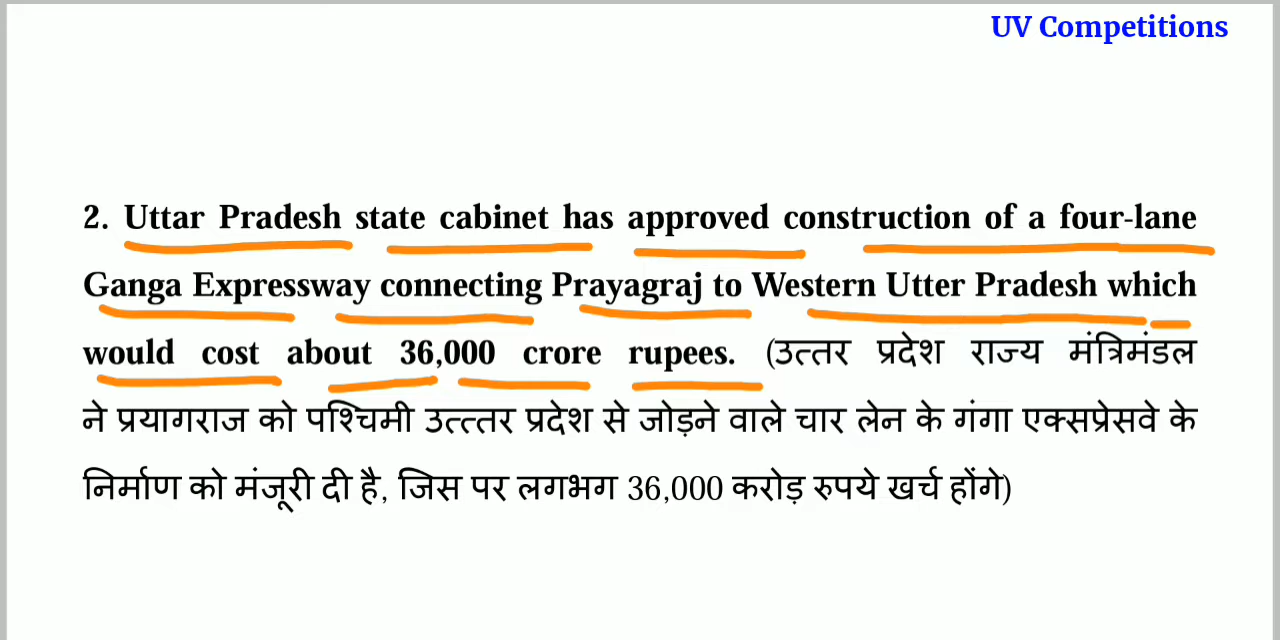 UV Competitions
2. Uttar Pradesh state cabinet has approved construction of a four-lane
Ganga Expressway connecting Prayagraj to Western Utter Pradesh which
would cost about 36,000 crore rupees. (उत्तर प्रदेश राज्य मंत्रिमंडल
ने प्रयागराज को पश्चिमी उत्त्तर प्रदेश से जोड़ने वाले चार लेन के गंगा एक्सप्रेसवे के
निर्माण को मंजूरी दी है, जिस पर लगभग 36,000 करोड़ रुपये खर्च होंगे)